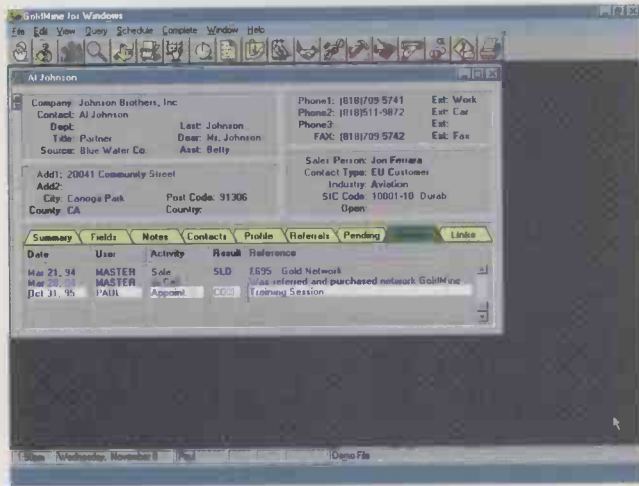 GoldMine for Windows
File Edit View Query Schedule Complete Window Help
Al Johnson
Company: Johnson Brothers, Inc
Contact: Al Johnson
Dept:
Last: Johnson
Title: Partner
Dear: Mr. Johnson
Source: Blue Water Co.
Asst: Betty
Phone1: (818)709-5741 Ext: Work
Phone2: (818)511-9872 Ext: Car
Phone3: Ext:
FAX: (818)709-5742 Ext: Fax
Add1: 20041 Community Street
Add2:
City: Canoga Park Post Code: 91306
County: CA Country:
Sales Person: Jon Ferrara
Contact Type: EU Customer
Industry: Aviation
SIC Code: 10001-10 Durab
Open:
Summary Fields Notes Contacts Profile Referrals Pending Links
Date User Activity Result Reference
Mar 21, 94 MASTER Sale SLD Gold Network
MASTER Was referred and purchased network GoldMine
Oct 31, 95 PAUL Appoint. Training Session
Wednesday, November 8 Paul Demo File